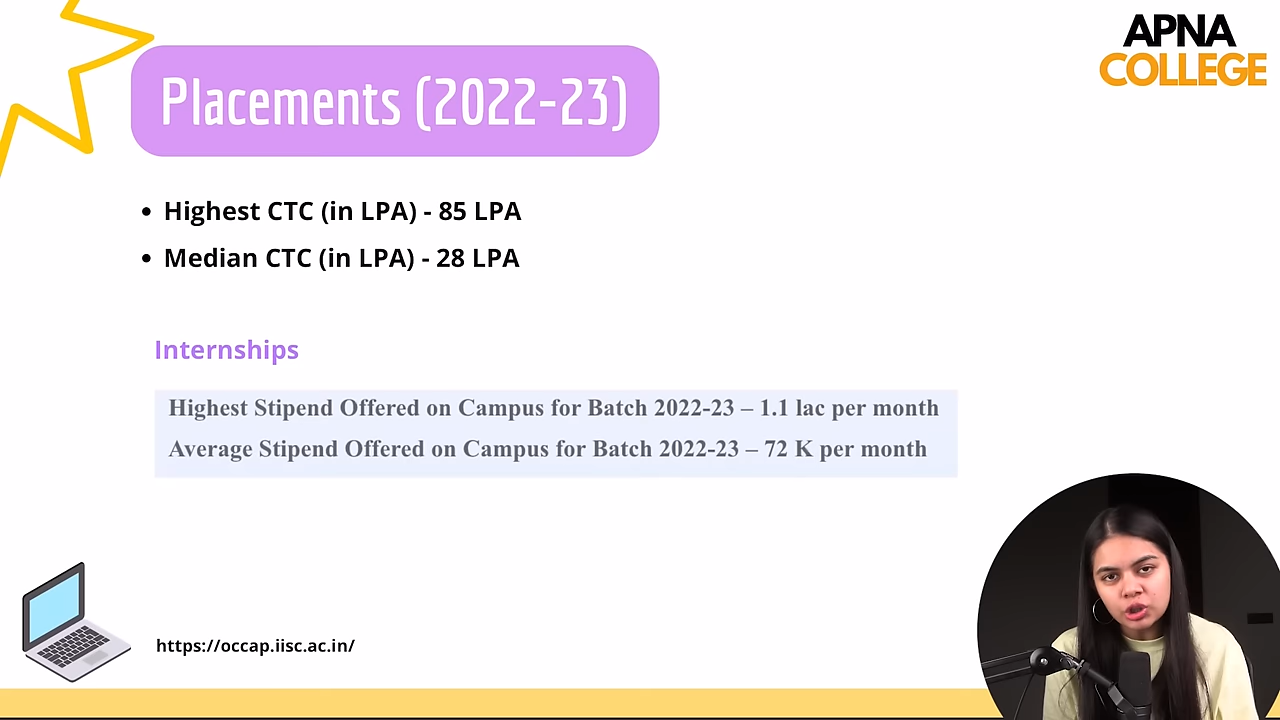 APNA
COLLEGE
Placements (2022-23)
• Highest CTC (in LPA) - 85 LPA
• Median CTC (in LPA) - 28 LPA
Internships
Highest Stipend Offered on Campus for Batch 2022-23 – 1.1 lac per month
Average Stipend Offered on Campus for Batch 2022-23 – 72 K per month
https://occap.iisc.ac.in/